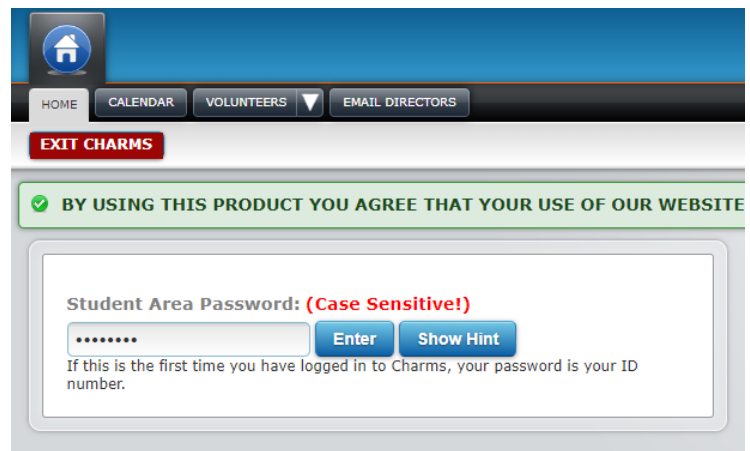 HOME CALENDAR VOLUNTEERS EMAIL DIRECTORS
EXIT CHARMS
BY USING THIS PRODUCT YOU AGREE THAT YOUR USE OF OUR WEBSITE
Student Area Password: (Case Sensitive!)
•••••••• Enter Show Hint
If this is the first time you have logged in to Charms, your password is your ID
number.